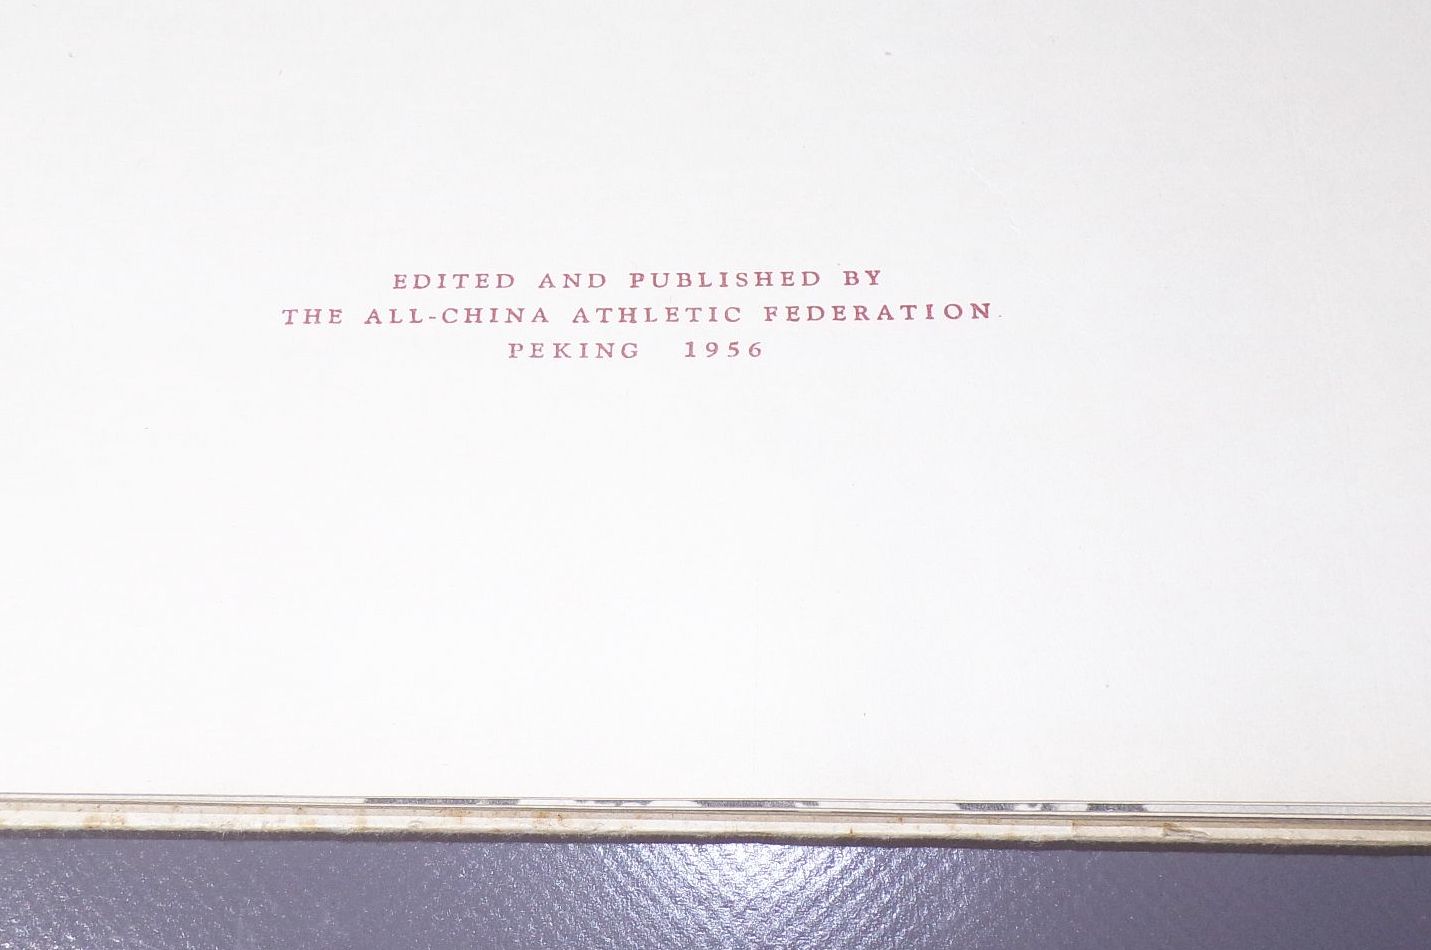 EDITED AND PUBLISHED BY
THE ALL-CHINA ATHLETIC FEDERATION
PEKING 1956